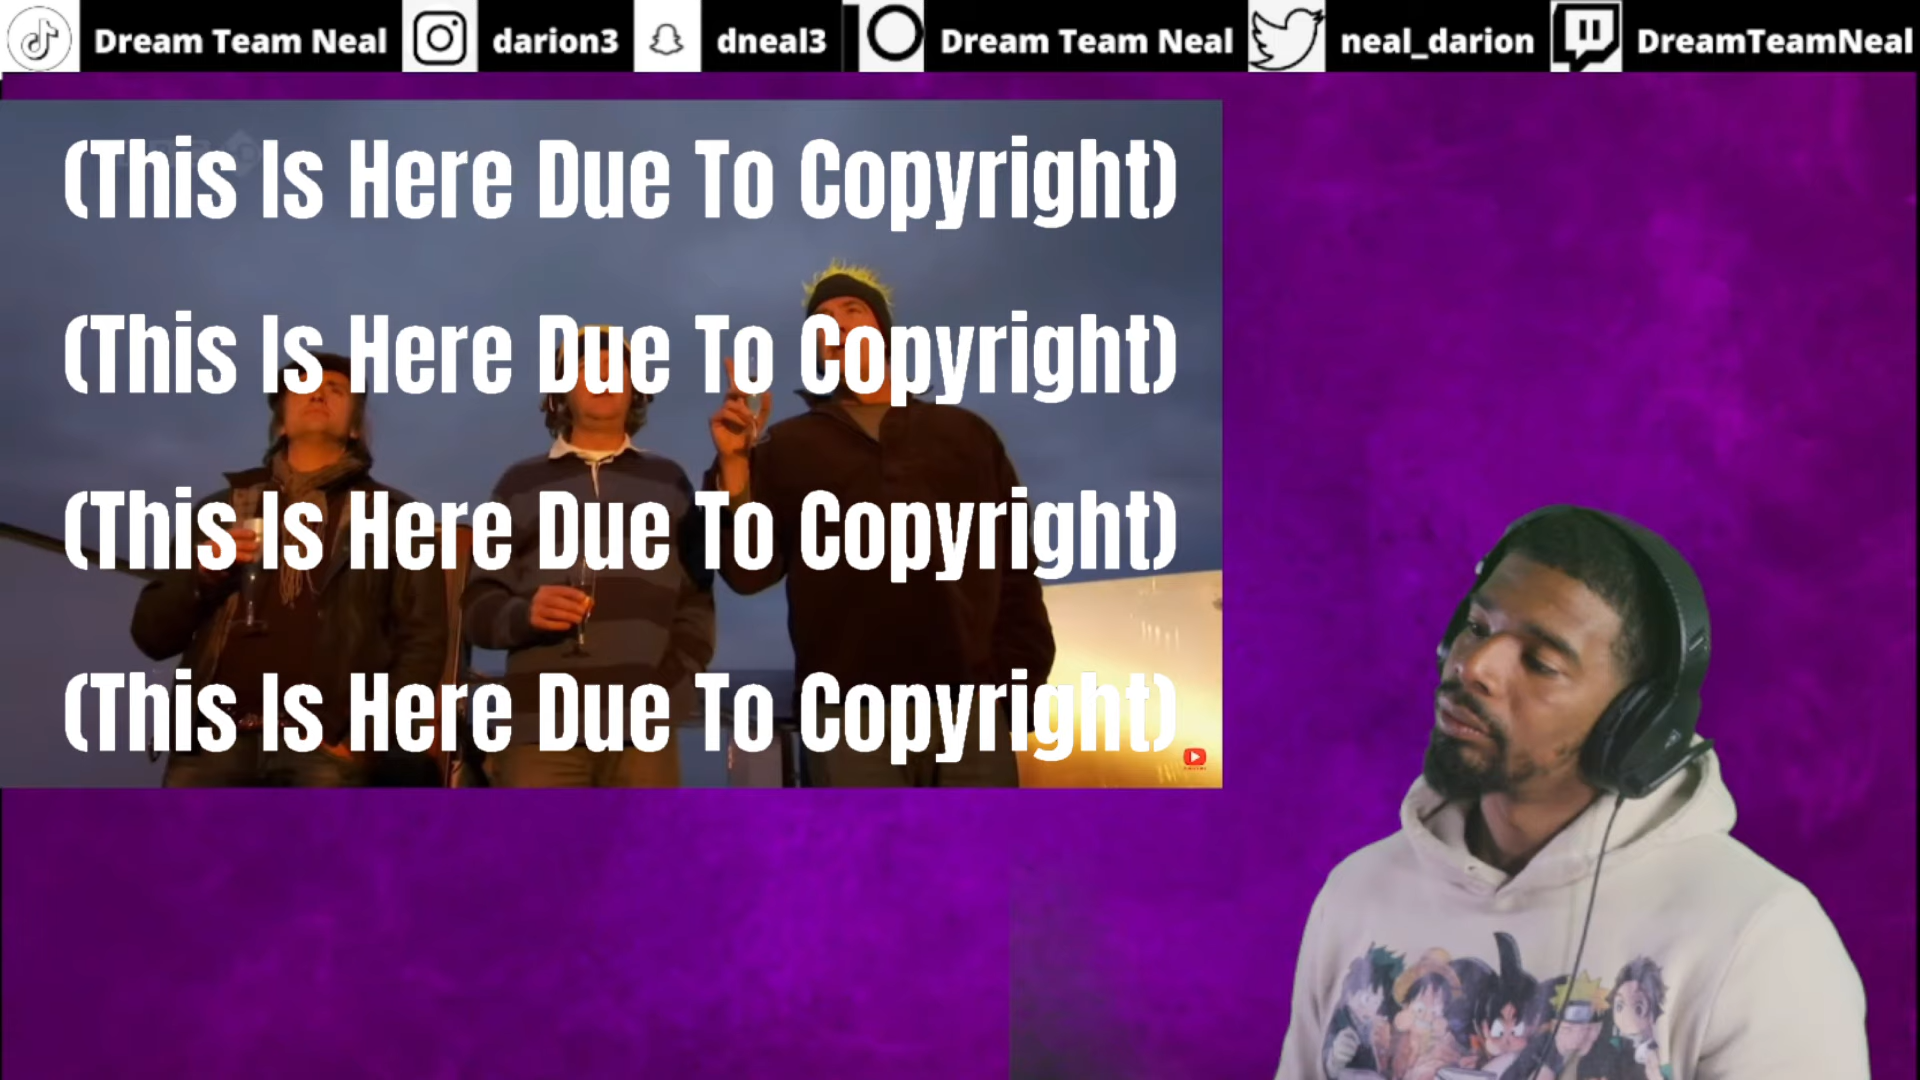 Dream Team Neal darion3 dneal3 Dream Team Neal neal_darion DreamTeamNeal
(This Is Here Due To Copyright)
(This Is Here Due To Copyright)
(This Is Here Due To Copyright)
(This Is Here Due To Copyright)